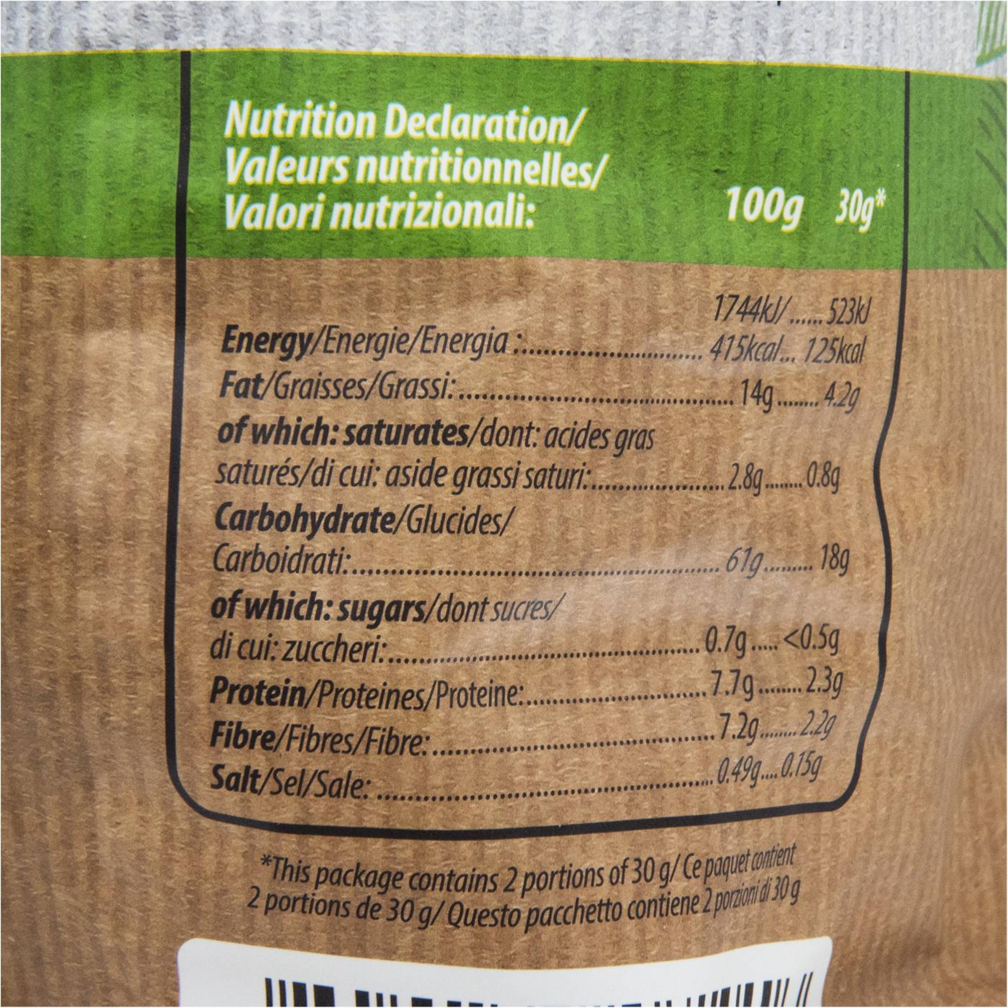 Nutrition Declaration/
Valeurs nutritionnelles/
Valori nutrizionali: 100g 30g*
1744kJ/...... 523kJ
Energy/Energie/Energia :............................ 415kcal... 125kcal
Fat/Graisses/Grassi:........................................ 14g........ 4.2g
of which: saturates/dont: acides gras
saturés/di cui: aside grassi saturi:.................... 2.8g........ 0.8g
Carbohydrate/Glucides/
Carboidrati:..................................................... 61g......... 18g
of which: sugars/dont sucres/
di cui: zuccheri:............................................. 0.7g..... <0.5g
Protein/Proteines/Proteine:.......................... 7.7g........ 2.3g
Fibre/Fibres/Fibre:......................................... 7.2g........ 2.2g
Salt/Sel/Sale: ................................................ 0.49g.... 0.15g
*This package contains 2 portions of 30 g/ Ce paquet contient
2 portions de 30 g/ Questo pacchetto contiene 2 porzioni di 30 g